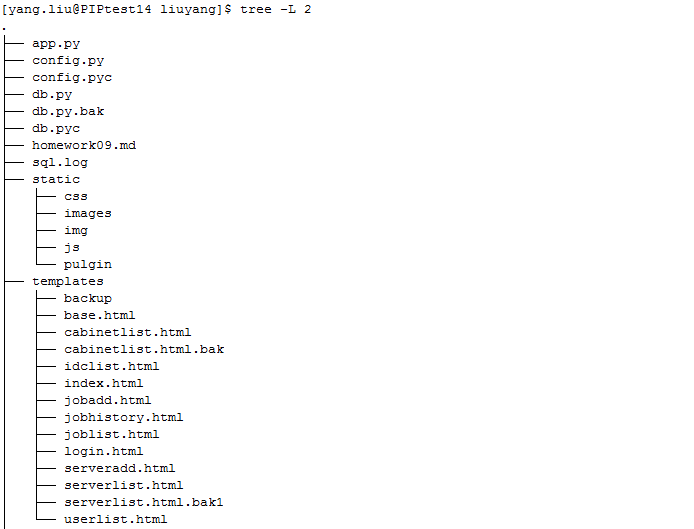 [yang.liu@PIPtest14 liuyang]$ tree -L 2
.
├── app.py
├── config.py
├── config.pyc
├── db.py
├── db.py.bak
├── db.pyc
├── homework09.md
├── sql.log
├── static
│   ├── css
│   ├── images
│   ├── img
│   ├── js
│   └── pulgin
├── templates
│   ├── backup
│   ├── base.html
│   ├── cabinetlist.html
│   ├── cabinetlist.html.bak
│   ├── idclist.html
│   ├── index.html
│   ├── jobadd.html
│   ├── jobhistory.html
│   ├── joblist.html
│   ├── login.html
│   ├── serveradd.html
│   ├── serverlist.html
│   ├── serverlist.html.bak1
│   └── userlist.html